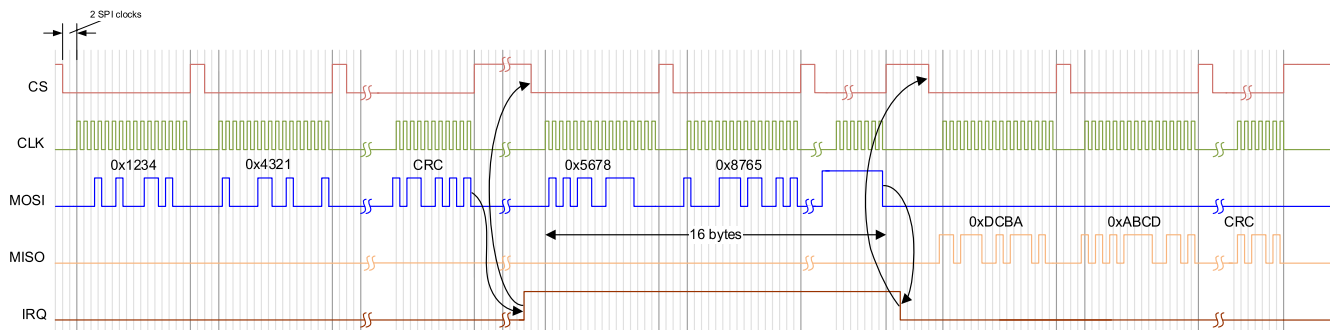 2 SPI clocks
CS
CLK
0x1234 0x4321 CRC 0x5678 0x8765
MOSI
0xDCBA 0xABCD CRC
16 bytes
MISO
IRQ